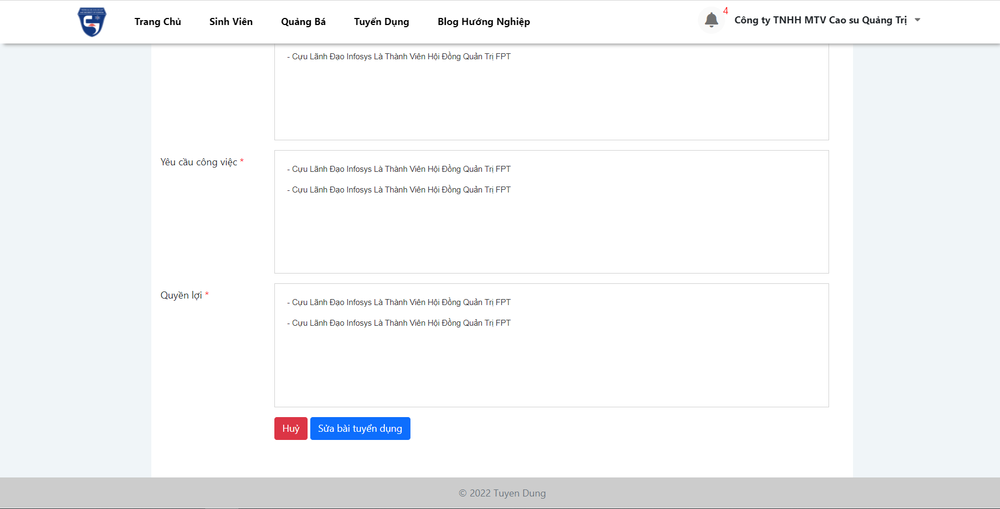 Trang Chủ
Sinh Viên
Quảng Bá
Tuyển Dụng
Blog Hướng Nghiệp
4
Công ty TNHH MTV Cao su Quảng Trị
- Cựu Lãnh Đạo Infosys Là Thành Viên Hội Đồng Quản Trị FPT
Yêu cầu công việc *
- Cựu Lãnh Đạo Infosys Là Thành Viên Hội Đồng Quản Trị FPT
- Cựu Lãnh Đạo Infosys Là Thành Viên Hội Đồng Quản Trị FPT
Quyền lợi *
- Cựu Lãnh Đạo Infosys Là Thành Viên Hội Đồng Quản Trị FPT
- Cựu Lãnh Đạo Infosys Là Thành Viên Hội Đồng Quản Trị FPT
Huỷ
Sửa bài tuyển dụng
© 2022 Tuyen Dung